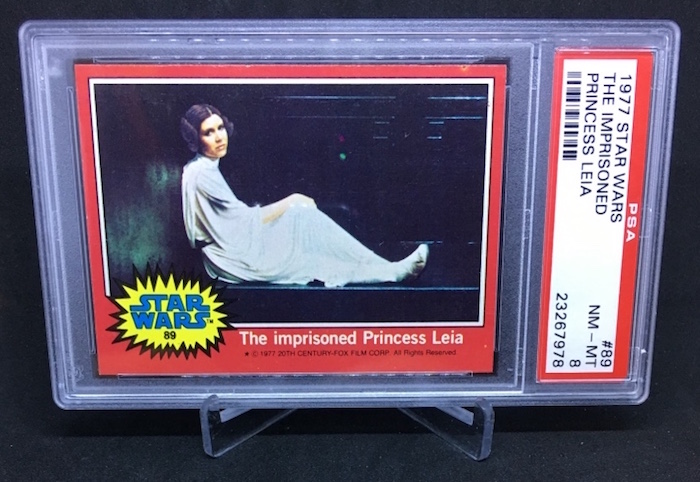 STAR
WARS
89
The imprisoned Princess Leia
★ © 1977 20TH CENTURY-FOX FILM CORP. All Rights Reserved.
PSA
1977 STAR WARS
THE IMPRISONED
PRINCESS LEIA
#89
NM - MT 8
23267978